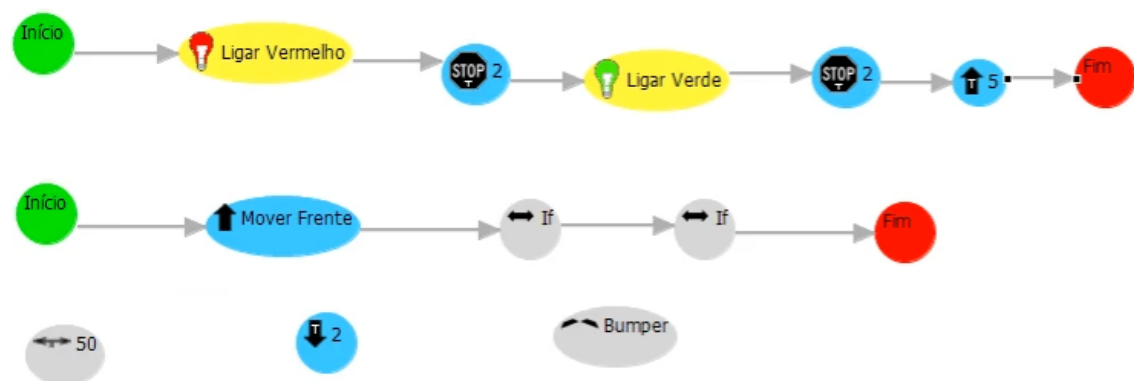 Início
Ligar Vermelho
STOP T 2
Ligar Verde
STOP T 2
T 5
Fim
Início
Mover Frente
If
If
Fim
T 50
T 2
Bumper